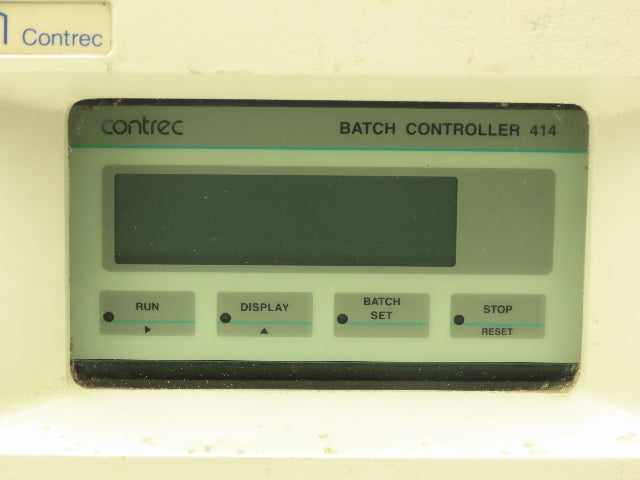 Contrec
contrec
BATCH CONTROLLER 414
RUN
DISPLAY
BATCH
SET
STOP
RESET